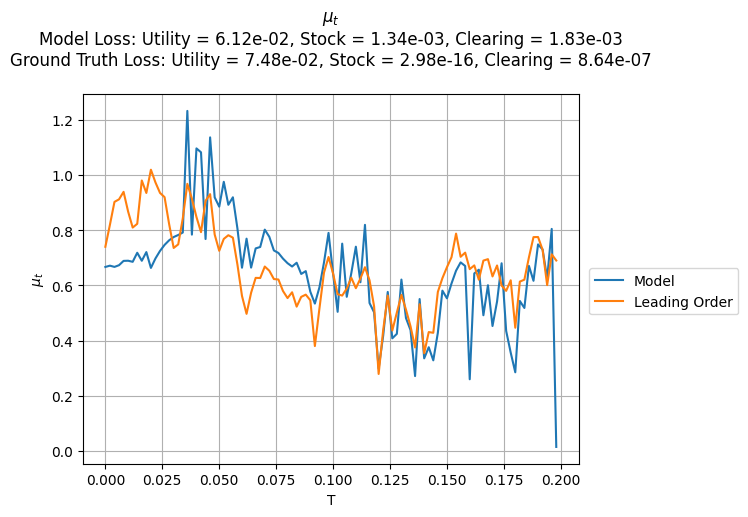 μt
Model Loss: Utility = 6.12e-02, Stock = 1.34e-03, Clearing = 1.83e-03
Ground Truth Loss: Utility = 7.48e-02, Stock = 2.98e-16, Clearing = 8.64e-07
1.2
1.0
0.8
0.6
0.4
0.2
0.0
μt
0.000 0.025 0.050 0.075 0.100 0.125 0.150 0.175 0.200
T
Model
Leading Order